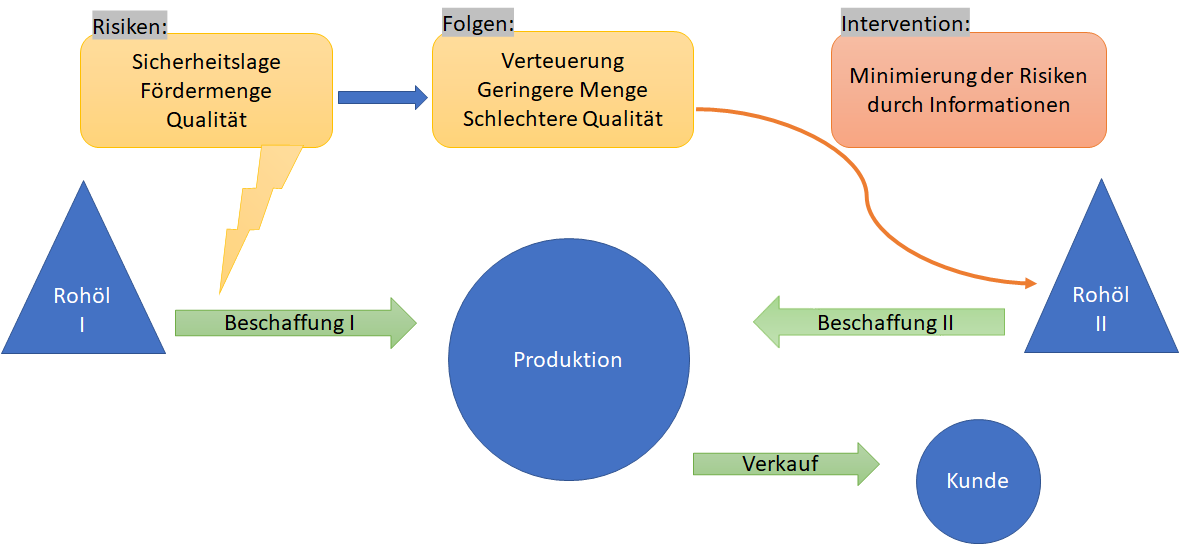 Risiken:
Sicherheitslage
Fördermenge
Qualität
Folgen:
Verteuerung
Geringere Menge
Schlechtere Qualität
Intervention:
Minimierung der Risiken
durch Informationen
Rohöl
I
Beschaffung I
Produktion
Beschaffung II
Rohöl
II
Verkauf
Kunde